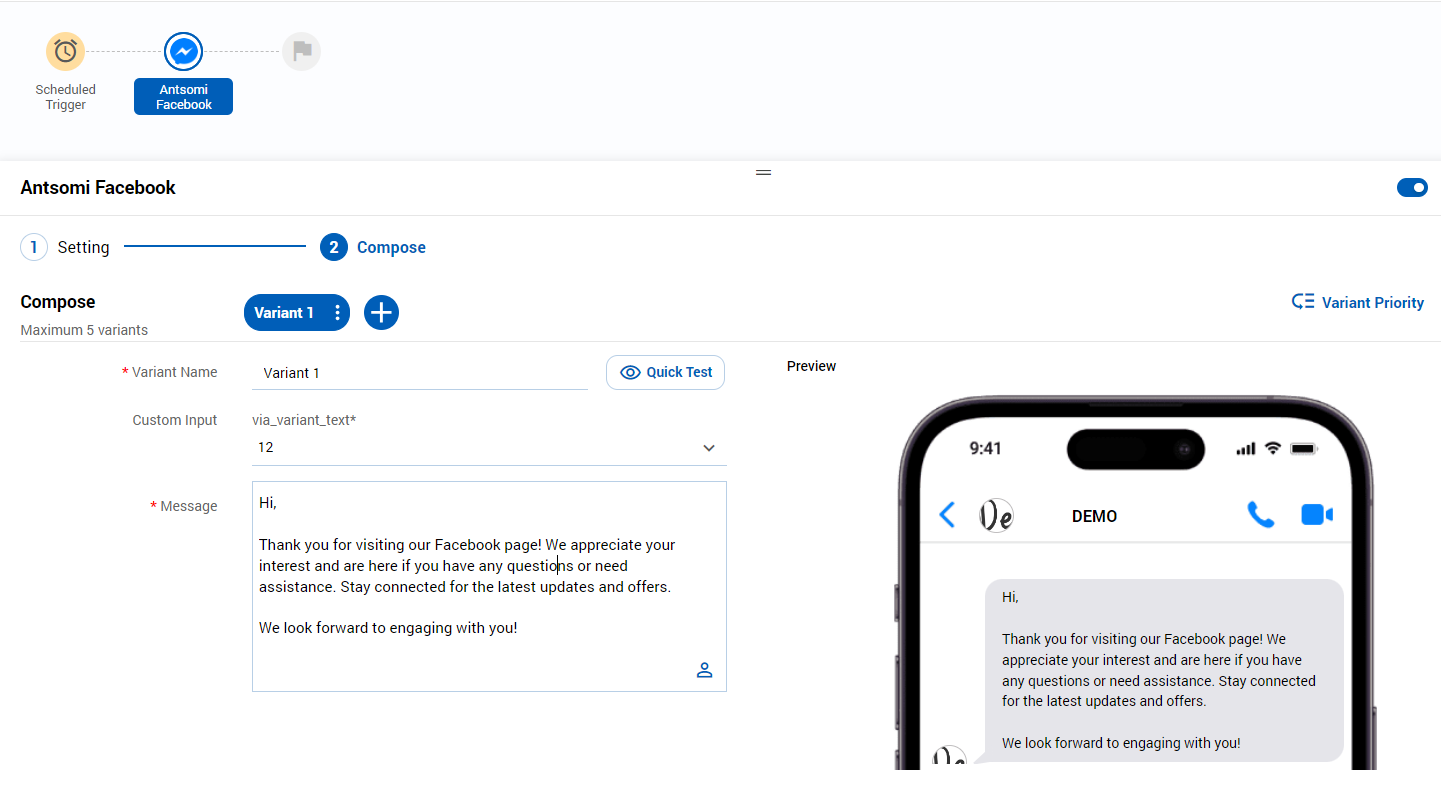 Scheduled
Trigger
Antsomi
Facebook
Antsomi Facebook
1 Setting
2 Compose
Compose
Maximum 5 variants
Variant 1
Variant Priority
* Variant Name
Variant 1
Quick Test
Preview
Custom Input
via_variant_text*
12
* Message
Hi,
Thank you for visiting our Facebook page! We appreciate your
interest and are here if you have any questions or need
assistance. Stay connected for the latest updates and offers.
We look forward to engaging with you!
9:41
De
DEMO
Hi,
Thank you for visiting our Facebook page! We
appreciate your interest and are here if you have
any questions or need assistance. Stay connected
for the latest updates and offers.
We look forward to engaging with you!
De